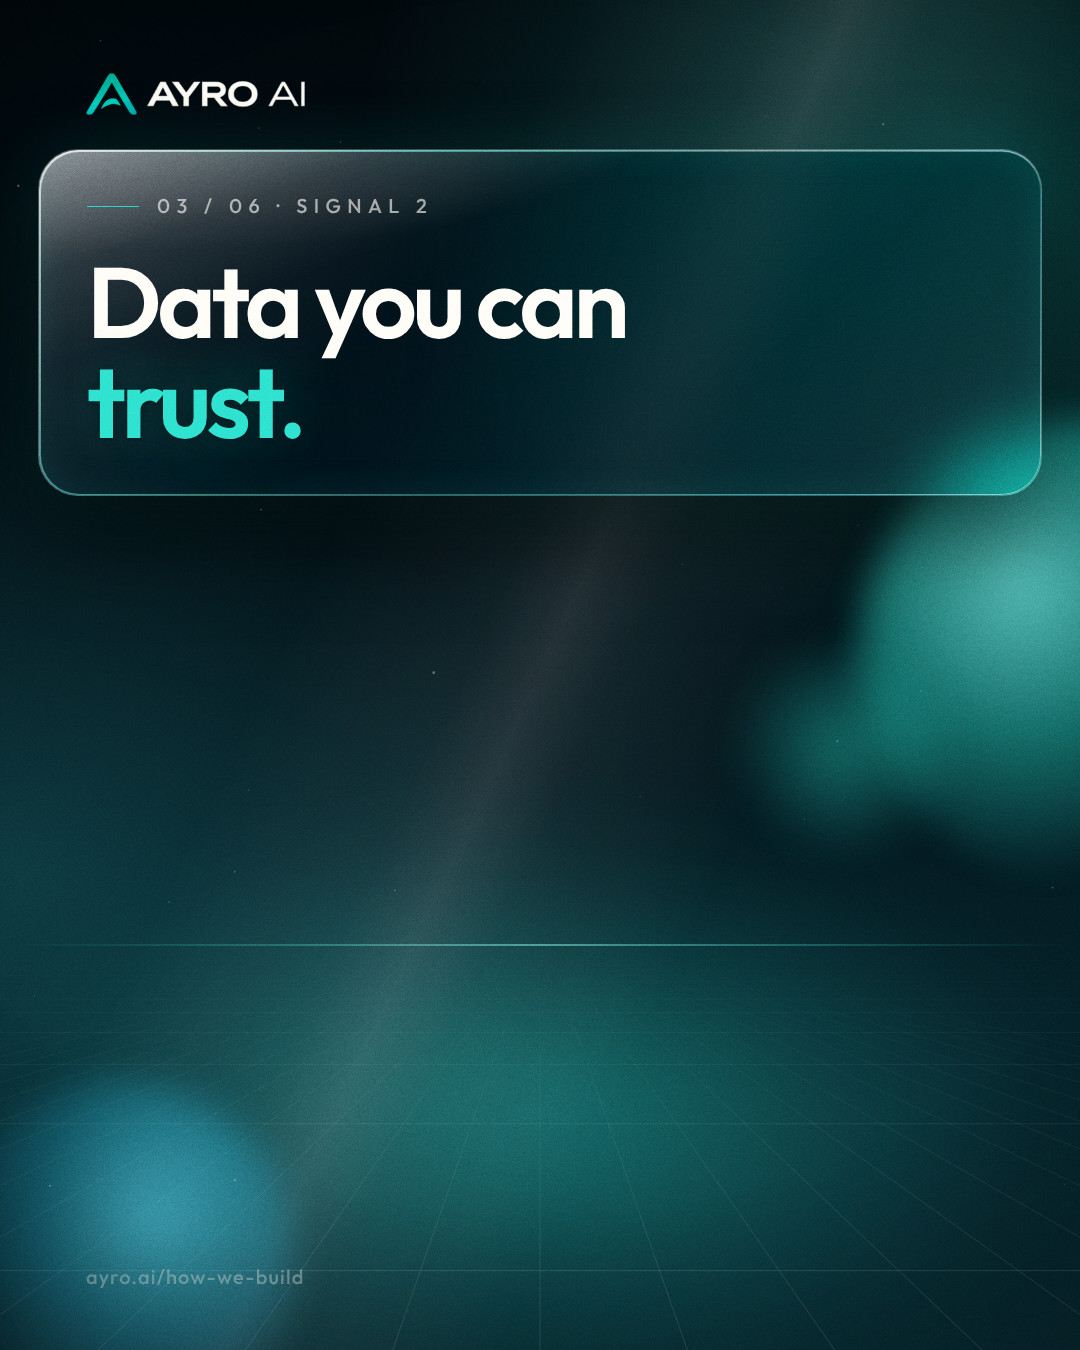 AYRO AI
03 / 06 · SIGNAL 2
Data you can
trust.
ayro.ai/how-we-build